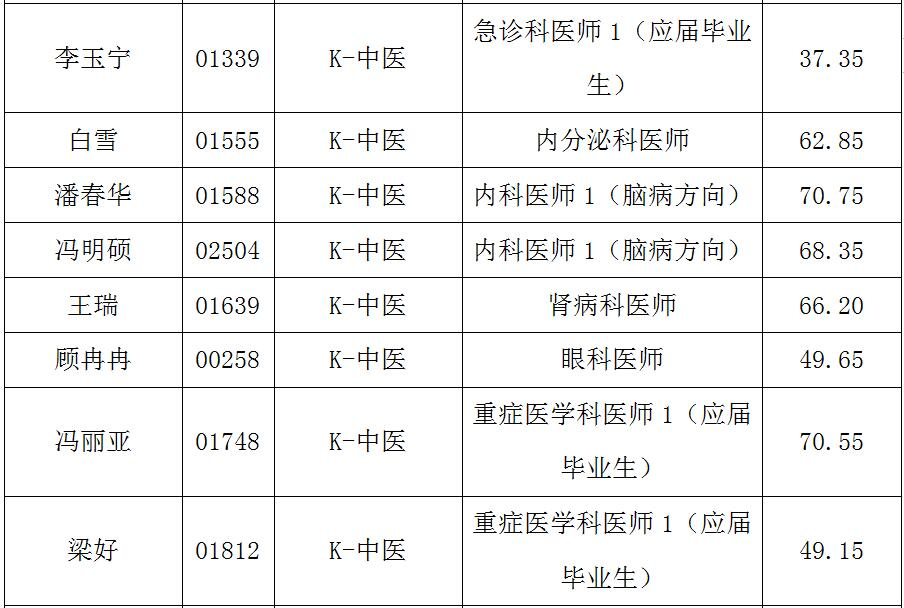 李玉宁 01339 K-中医 急诊科医师1（应届毕业
生） 37.35
白雪 01555 K-中医 内分泌科医师 62.85
潘春华 01588 K-中医 内科医师1（脑病方向） 70.75
冯明硕 02504 K-中医 内科医师1（脑病方向） 68.35
王瑞 01639 K-中医 肾病科医师 66.20
顾冉冉 00258 K-中医 眼科医师 49.65
冯丽亚 01748 K-中医 重症医学科医师1（应届
毕业生） 70.55
梁好 01812 K-中医 重症医学科医师1（应届
毕业生） 49.15